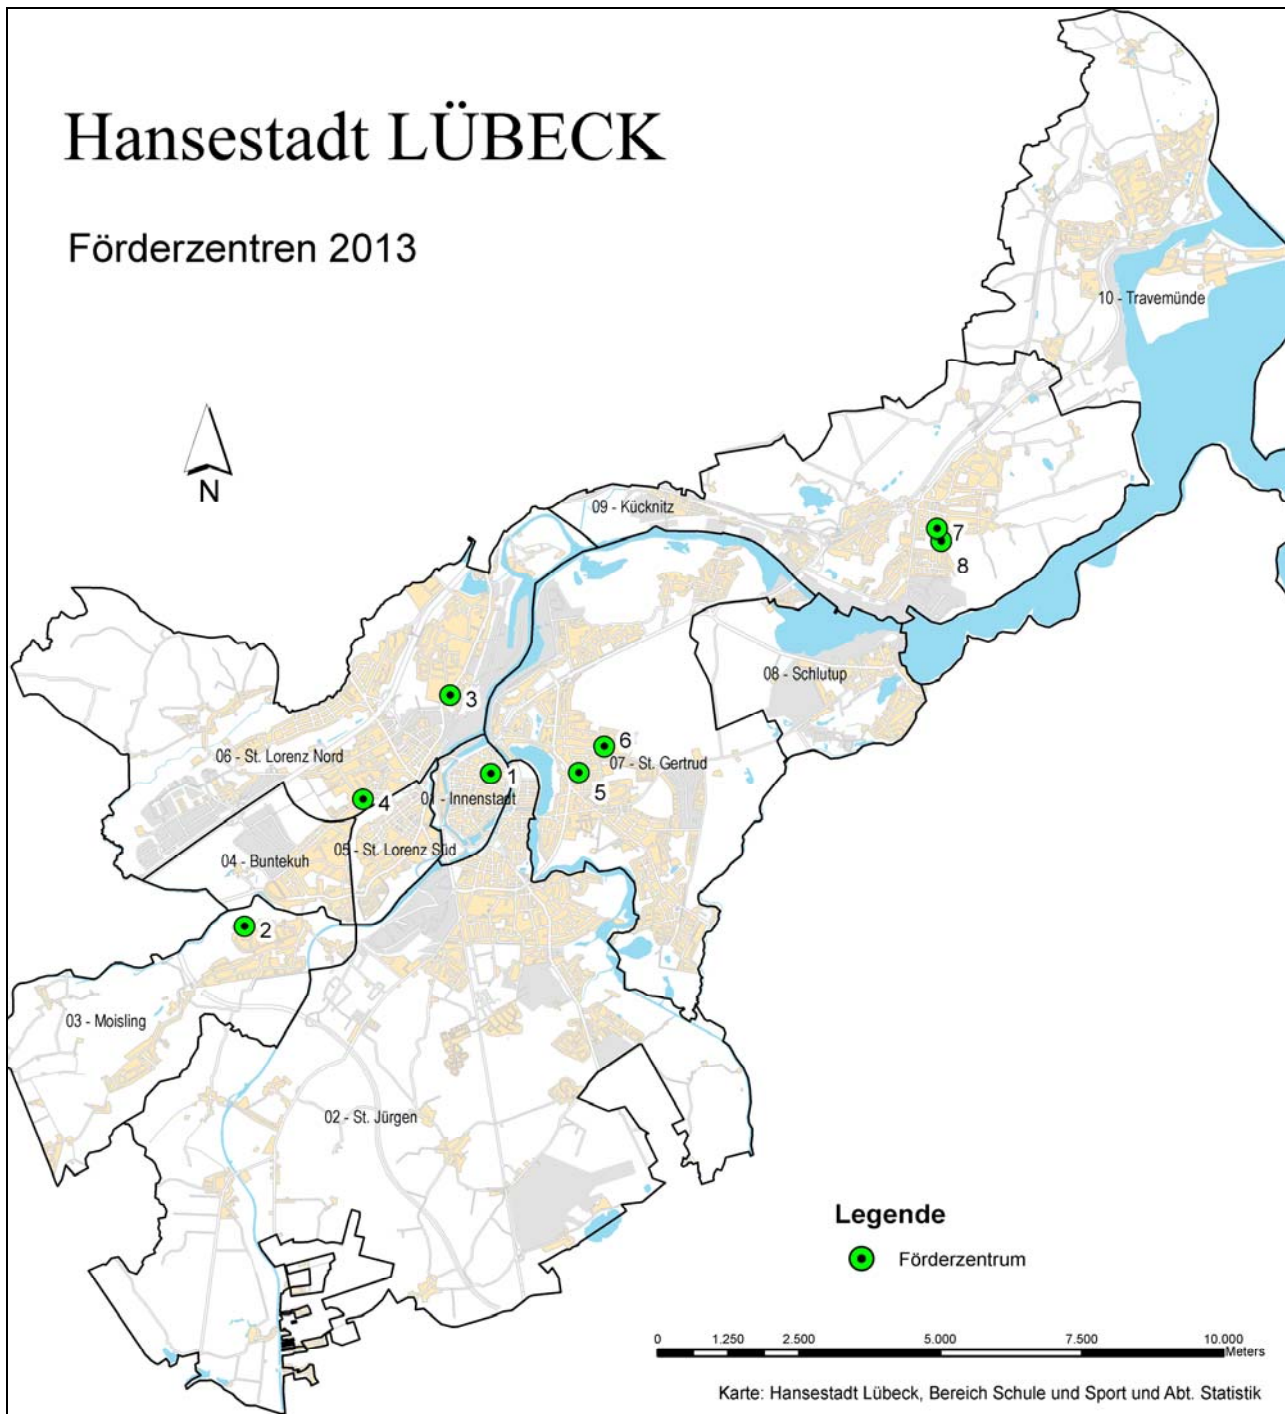 Hansestadt LÜBECK
Förderzentren 2013
10 - Travemünde
N
09 - Kücknitz
7
8
08 - Schlutup
3
06 - St. Lorenz Nord
6
07 - St. Gertrud
1
5
4
01 - Innenstadt
05 - St. Lorenz Süd
04 - Buntekuh
2
03 - Moisling
02 - St. Jürgen
Legende
Förderzentrum
0 1.250 2.500 5.000 7.500 10.000
Meters
Karte: Hansestadt Lübeck, Bereich Schule und Sport und Abt. Statistik